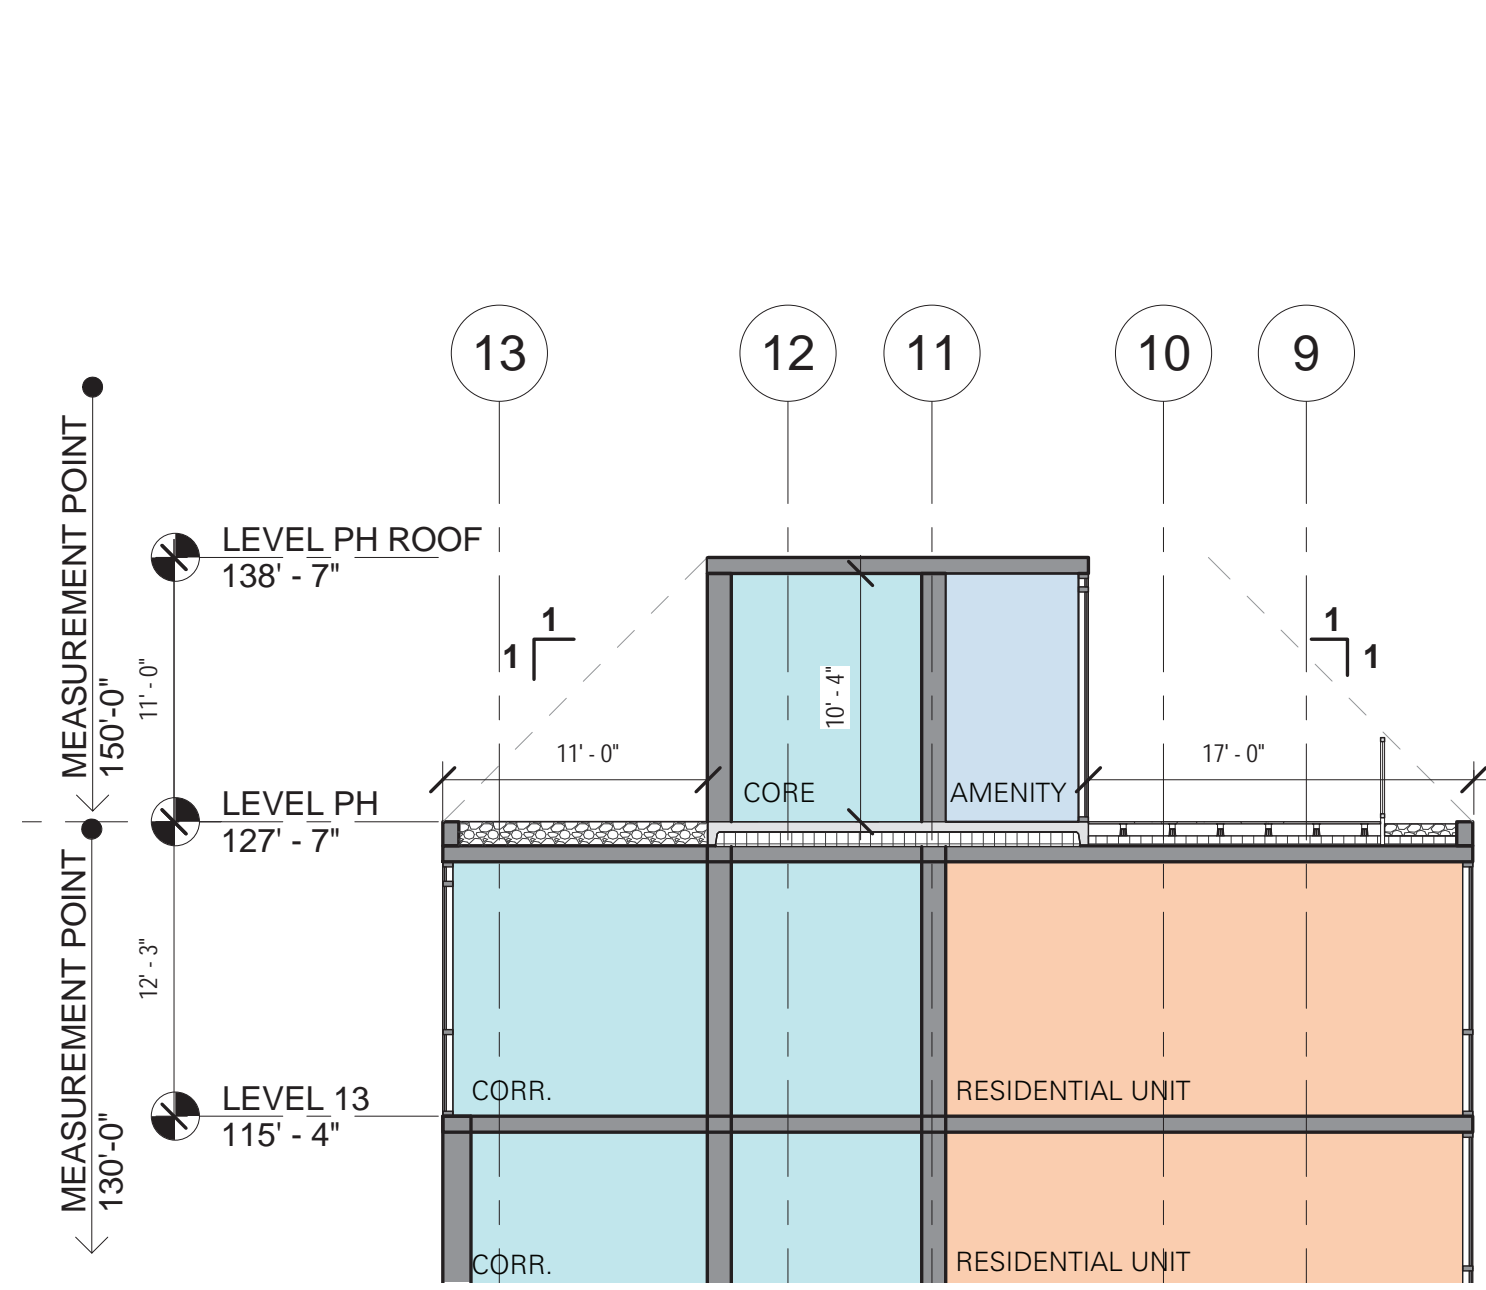 13
12
11
10
9
MEASUREMENT POINT
150'-0"
LEVEL PH ROOF
138' - 7"
1
1
1
1
11' - 0"
10' - 4"
11' - 0"
17' - 0"
CORE
AMENITY
LEVEL PH
127' - 7"
MEASUREMENT POINT
130'-0"
12' - 3"
CORR.
RESIDENTIAL UNIT
LEVEL 13
115' - 4"
CORR.
RESIDENTIAL UNIT